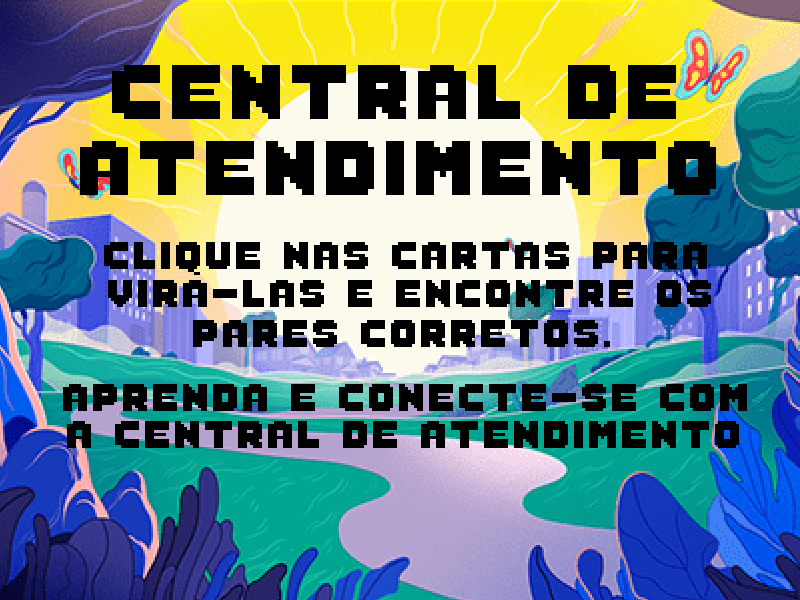 CENTRAL DE
ATENDIMENTO
CLIQUE NAS CARTAS PARA
VIRÁ-LAS E ENCONTRE OS
PARES CORRETOS.
APRENDA E CONECTE-SE COM
A CENTRAL DE ATENDIMENTO